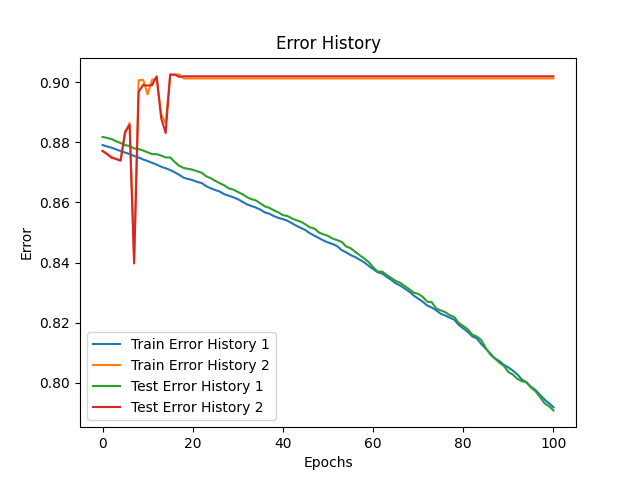 Error History
0.90
0.88
0.86
0.84
0.82
0.80
Error
Train Error History 1
Train Error History 2
Test Error History 1
Test Error History 2
0 20 40 60 80 100
Epochs